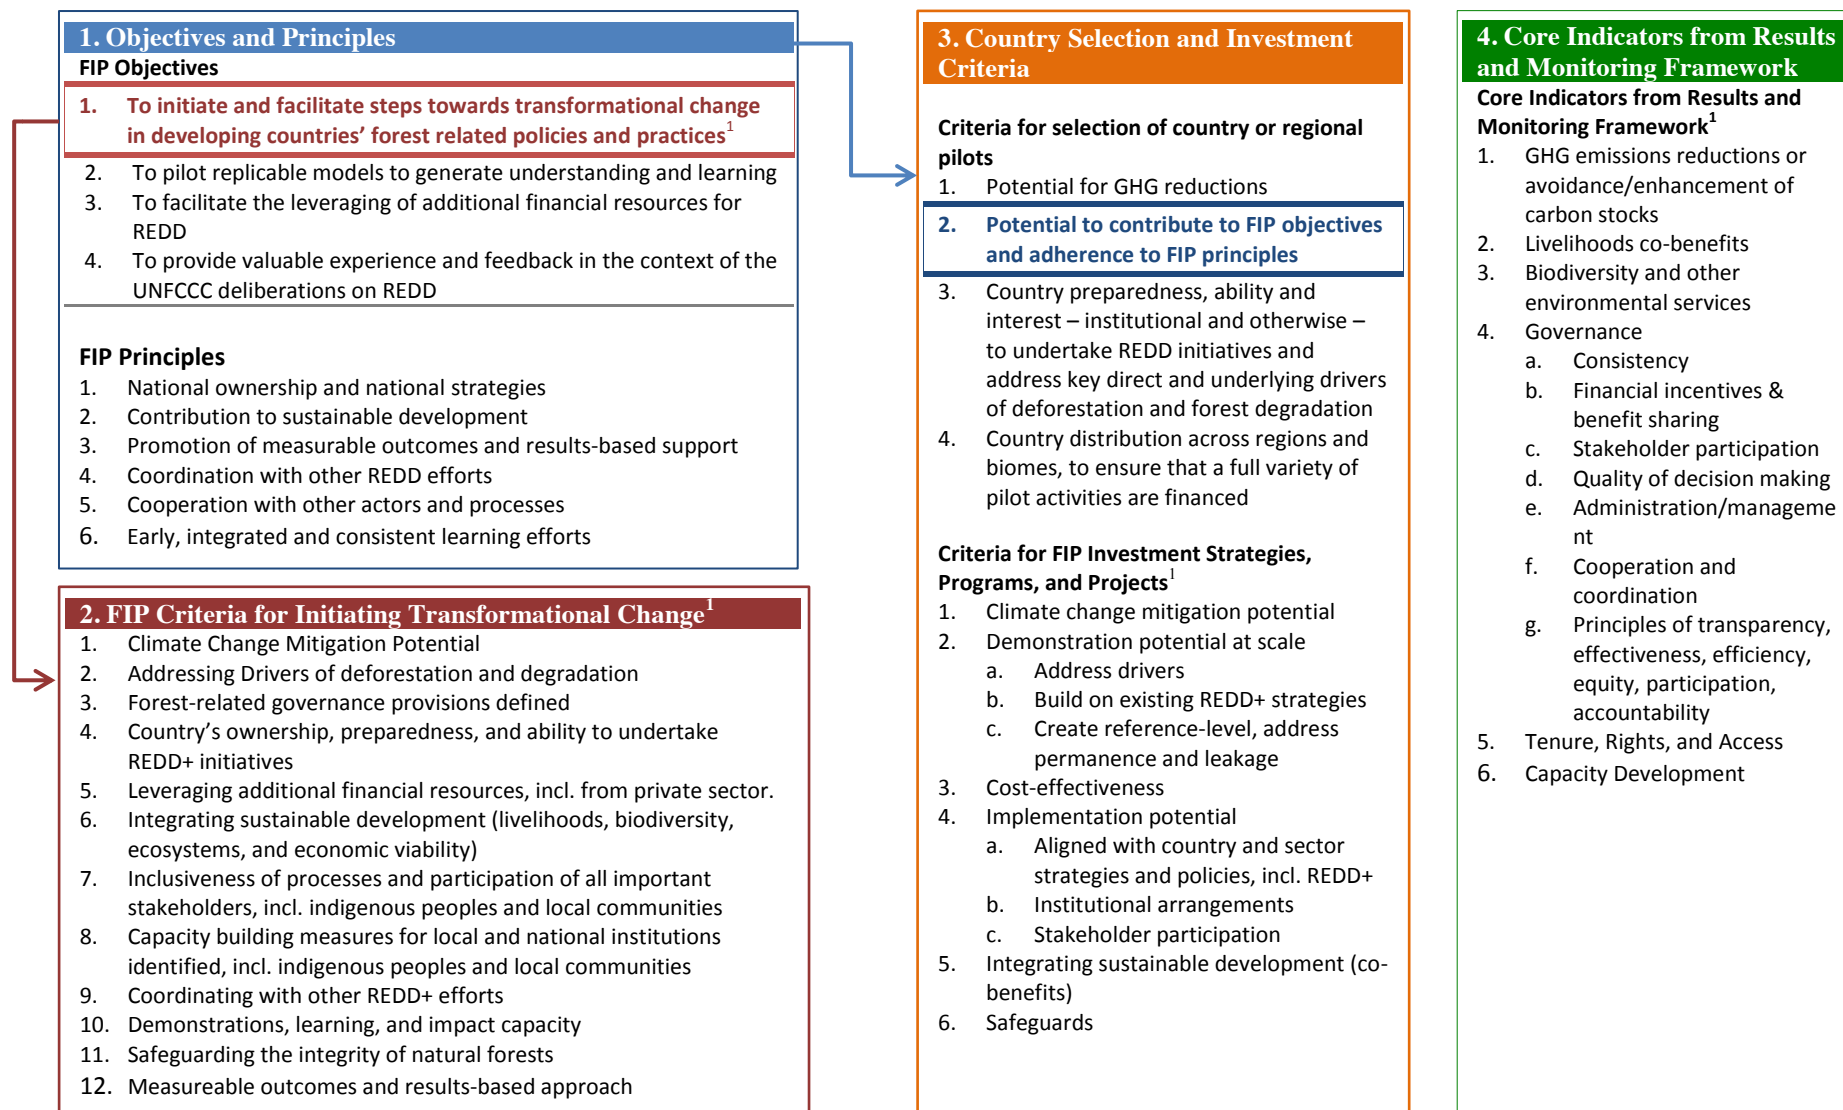 1. Objectives and Principles
FIP Objectives
1. To initiate and facilitate steps towards transformational change
in developing countries’ forest related policies and practices1
2. To pilot replicable models to generate understanding and learning
3. To facilitate the leveraging of additional financial resources for
REDD
4. To provide valuable experience and feedback in the context of the
UNFCCC deliberations on REDD
FIP Principles
1. National ownership and national strategies
2. Contribution to sustainable development
3. Promotion of measurable outcomes and results-based support
4. Coordination with other REDD efforts
5. Cooperation with other actors and processes
6. Early, integrated and consistent learning efforts
2. FIP Criteria for Initiating Transformational Change1
1. Climate Change Mitigation Potential
2. Addressing Drivers of deforestation and degradation
3. Forest-related governance provisions defined
4. Country’s ownership, preparedness, and ability to undertake
REDD+ initiatives
5. Leveraging additional financial resources, incl. from private sector.
6. Integrating sustainable development (livelihoods, biodiversity,
ecosystems, and economic viability)
7. Inclusiveness of processes and participation of all important
stakeholders, incl. indigenous peoples and local communities
8. Capacity building measures for local and national institutions
identified, incl. indigenous peoples and local communities
9. Coordinating with other REDD+ efforts
10. Demonstrations, learning, and impact capacity
11. Safeguarding the integrity of natural forests
12. Measureable outcomes and results-based approach
3. Country Selection and Investment
Criteria
Criteria for selection of country or regional
pilots
1. Potential for GHG reductions
2. Potential to contribute to FIP objectives
and adherence to FIP principles
3. Country preparedness, ability and
interest – institutional and otherwise –
to undertake REDD initiatives and
address key direct and underlying drivers
of deforestation and forest degradation
4. Country distribution across regions and
biomes, to ensure that a full variety of
pilot activities are financed
Criteria for FIP Investment Strategies,
Programs, and Projects1
1. Climate change mitigation potential
2. Demonstration potential at scale
a. Address drivers
b. Build on existing REDD+ strategies
c. Create reference-level, address
permanence and leakage
3. Cost-effectiveness
4. Implementation potential
a. Aligned with country and sector
strategies and policies, incl. REDD+
b. Institutional arrangements
c. Stakeholder participation
5. Integrating sustainable development (co-
benefits)
6. Safeguards
4. Core Indicators from Results
and Monitoring Framework
Core Indicators from Results and
Monitoring Framework1
1. GHG emissions reductions or
avoidance/enhancement of
carbon stocks
2. Livelihoods co-benefits
3. Biodiversity and other
environmental services
4. Governance
a. Consistency
b. Financial incentives &
benefit sharing
c. Stakeholder participation
d. Quality of decision making
e. Administration/manageme
nt
f. Cooperation and
coordination
g. Principles of transparency,
effectiveness, efficiency,
equity, participation,
accountability
5. Tenure, Rights, and Access
6. Capacity Development